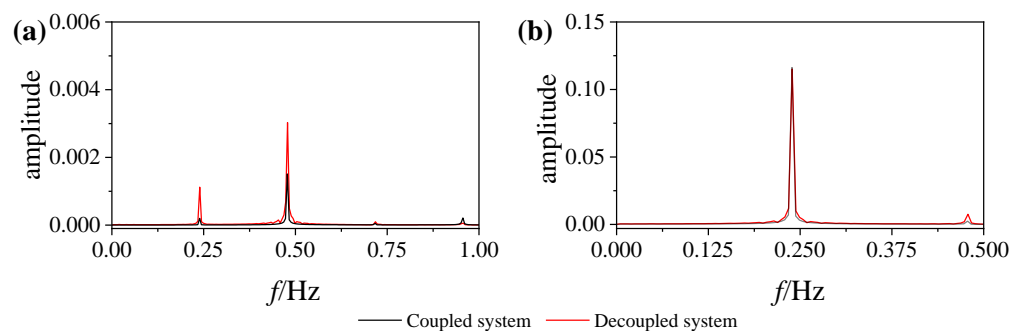 (a)
amplitude
0.006
0.004
0.002
0.000
0.00 0.25 0.50 0.75 1.00
f/Hz
(b)
amplitude
0.15
0.10
0.05
0.00
0.000 0.125 0.250 0.375 0.500
f/Hz
Coupled system Decoupled system